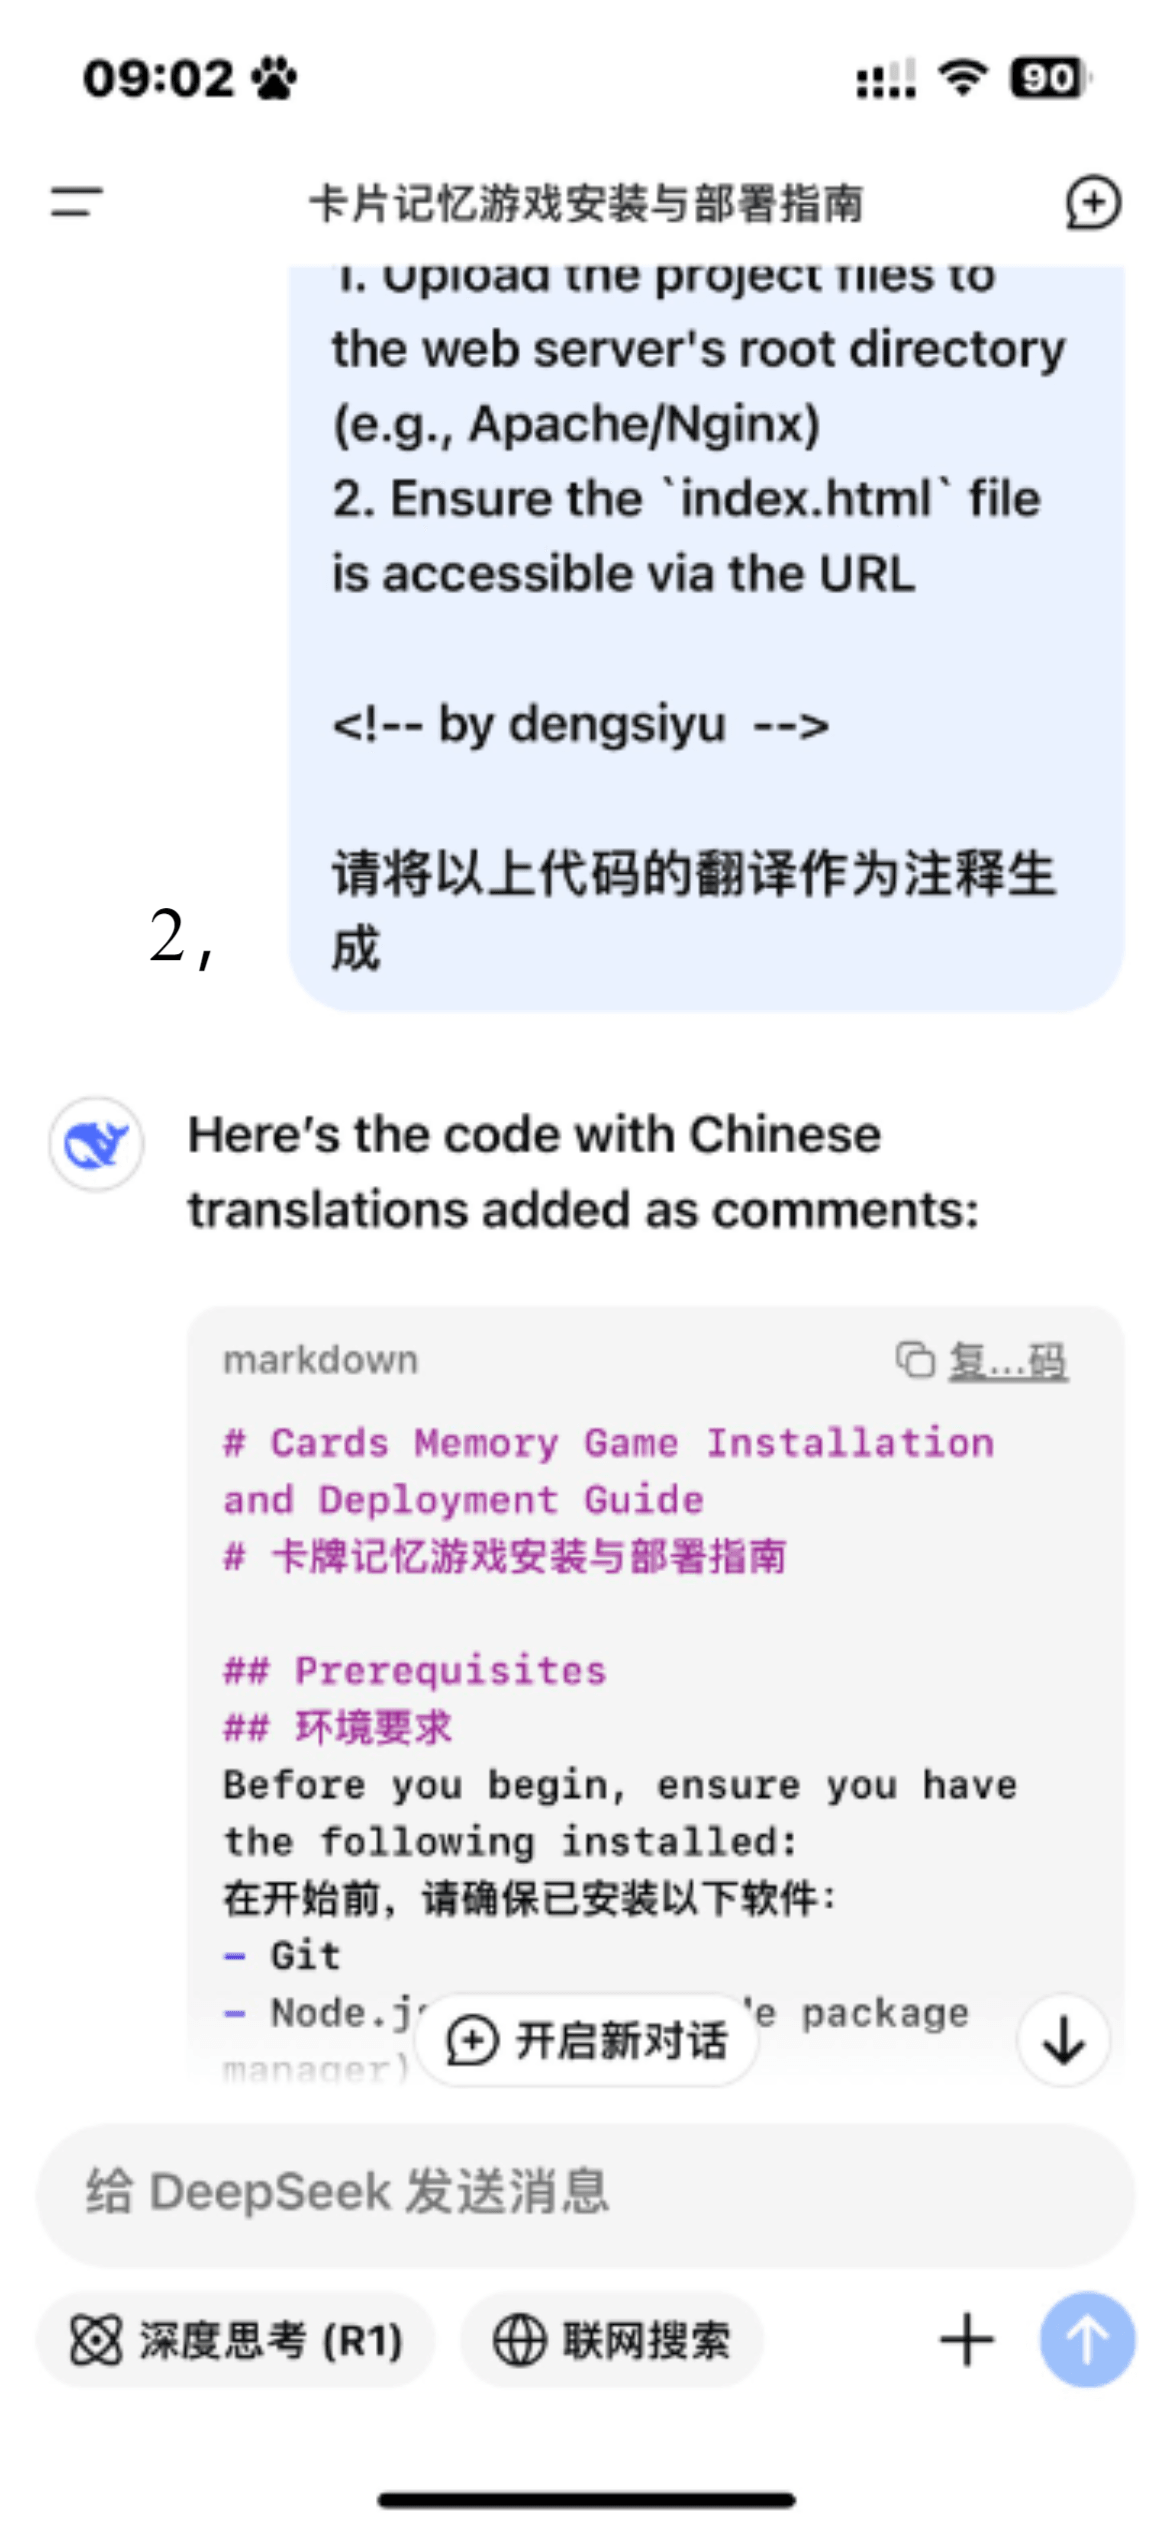 09:02
90
卡片记忆游戏安装与部署指南
1. Upload the project files to
the web server's root directory
(e.g., Apache/Nginx)
2. Ensure the `index.html` file
is accessible via the URL
<!-- by dengsiyu -->
请将以上代码的翻译作为注释生
成
2,
Here's the code with Chinese
translations added as comments:
markdown
复...码
# Cards Memory Game Installation
and Deployment Guide
# 卡牌记忆游戏安装与部署指南
## Prerequisites
## 环境要求
Before you begin, ensure you have
the following installed:
在开始前，请确保已安装以下软件：
- Git
- Node.j
package
manager)
开启新对话
给 DeepSeek 发送消息
深度思考 (R1)
联网搜索